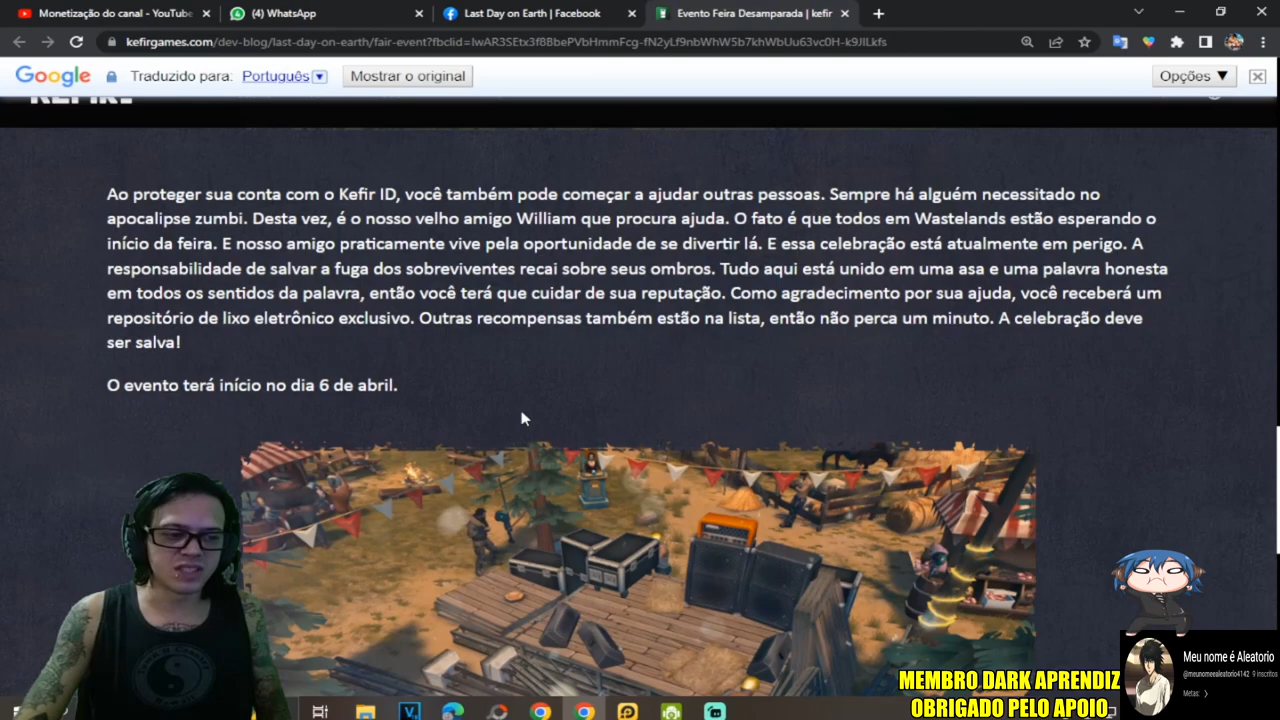 Monetização do canal - YouTube
(4) WhatsApp
Last Day on Earth | Facebook
Evento Feira Desamparada | kefir
kefirgames.com/dev-blog/last-day-on-earth/fair-event?fbclid=IwAR3SEtx3f8BbePVbHmmFcg-fN2yLf9nbWhW5b7khWbUu63vc0H-k9JILkfs
Google Traduzido para: Português Mostrar o original Opções ▼
Ao proteger sua conta com o Kefir ID, você também pode começar a ajudar outras pessoas. Sempre há alguém necessitado no
apocalipse zumbi. Desta vez, é o nosso velho amigo William que procura ajuda. O fato é que todos em Wastelands estão esperando o
início da feira. E nosso amigo praticamente vive pela oportunidade de se divertir lá. E essa celebração está atualmente em perigo. A
responsabilidade de salvar a fuga dos sobreviventes recai sobre seus ombros. Tudo aqui está unido em uma asa e uma palavra honesta
em todos os sentidos da palavra, então você terá que cuidar de sua reputação. Como agradecimento por sua ajuda, você receberá um
repositório de lixo eletrônico exclusivo. Outras recompensas também estão na lista, então não perca um minuto. A celebração deve
ser salva!
O evento terá início no dia 6 de abril.
Meu nome é Aleatorio
@meunomeealeatorio4142 9 inscritos
Metas:
MEMBRO DARK APRENDIZ
OBRIGADO PELO APOIO